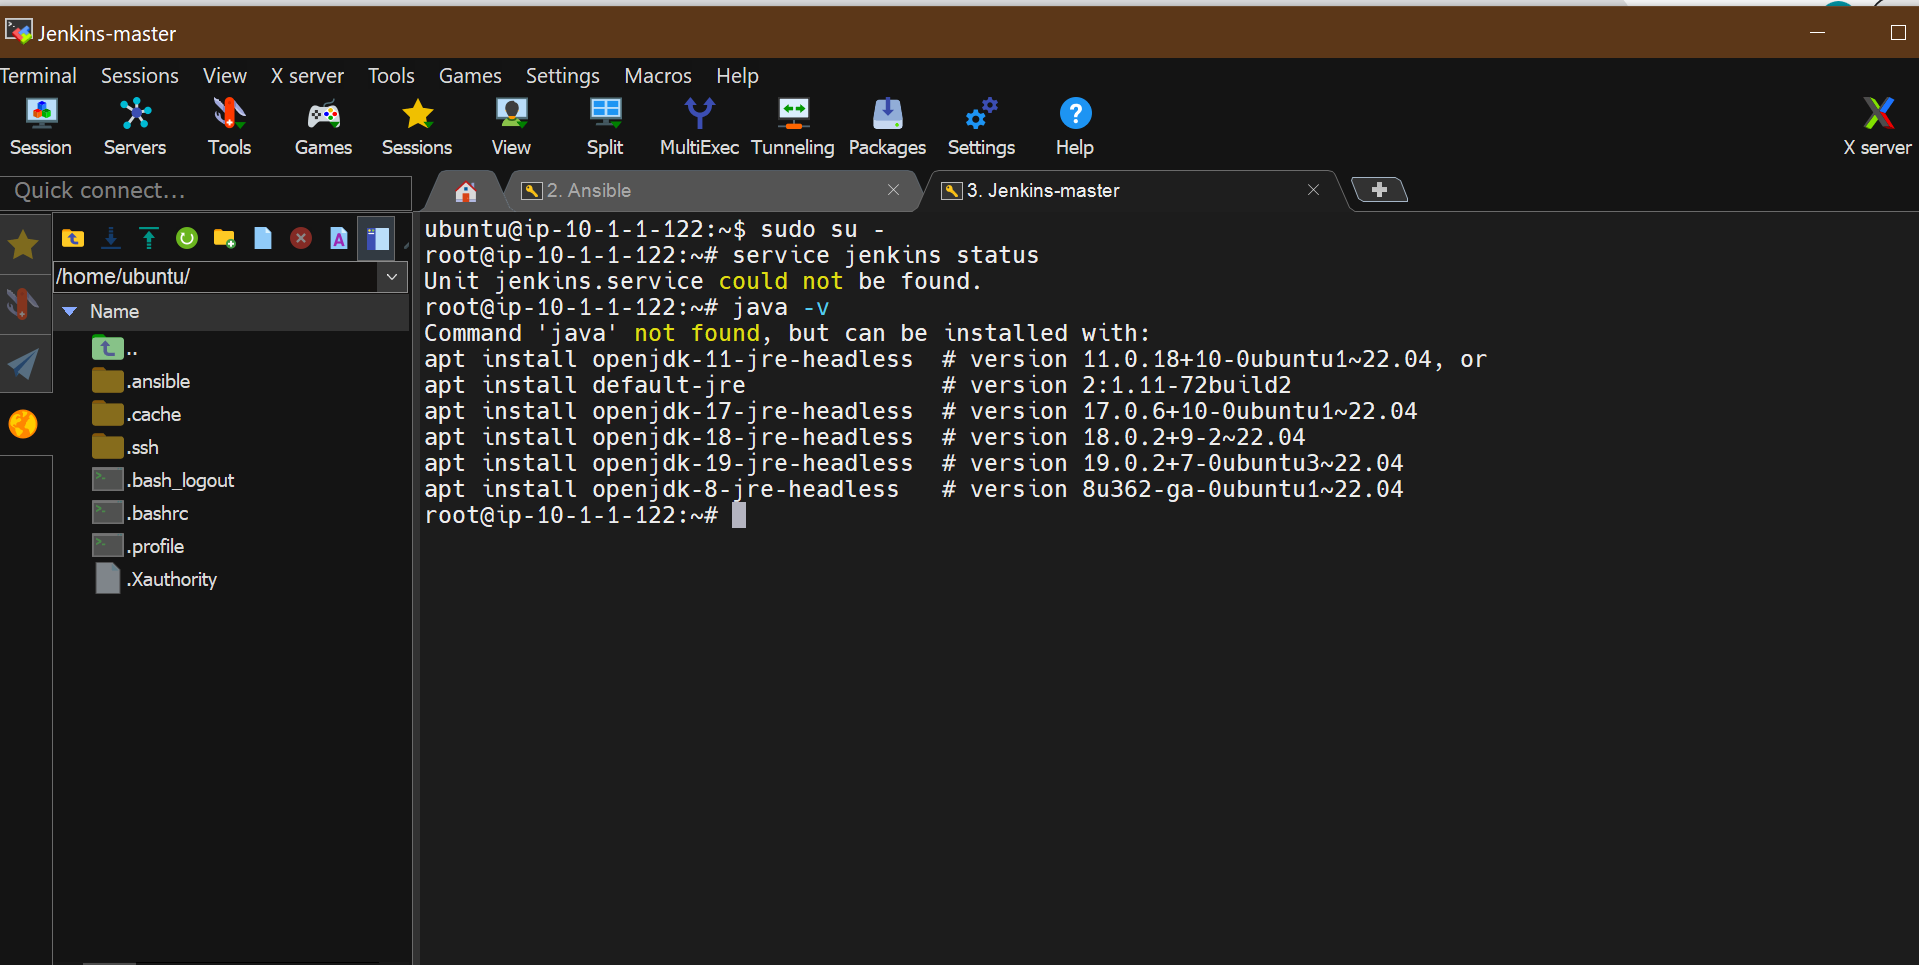 Jenkins-master
Terminal Sessions View X server Tools Games Settings Macros Help
Session Servers Tools Games Sessions View Split MultiExec Tunneling Packages Settings Help X server
Quick connect...
2. Ansible
3. Jenkins-master
/home/ubuntu/
Name
..
.ansible
.cache
.ssh
.bash_logout
.bashrc
.profile
.Xauthority
ubuntu@ip-10-1-1-122:~$ sudo su -
root@ip-10-1-1-122:~# service jenkins status
Unit jenkins.service could not be found.
root@ip-10-1-1-122:~# java -v
Command 'java' not found, but can be installed with:
apt install openjdk-11-jre-headless  # version 11.0.18+10-0ubuntu1~22.04, or
apt install default-jre              # version 2:1.11-72build2
apt install openjdk-17-jre-headless  # version 17.0.6+10-0ubuntu1~22.04
apt install openjdk-18-jre-headless  # version 18.0.2+9-2~22.04
apt install openjdk-19-jre-headless  # version 19.0.2+7-0ubuntu3~22.04
apt install openjdk-8-jre-headless   # version 8u362-ga-0ubuntu1~22.04
root@ip-10-1-1-122:~#